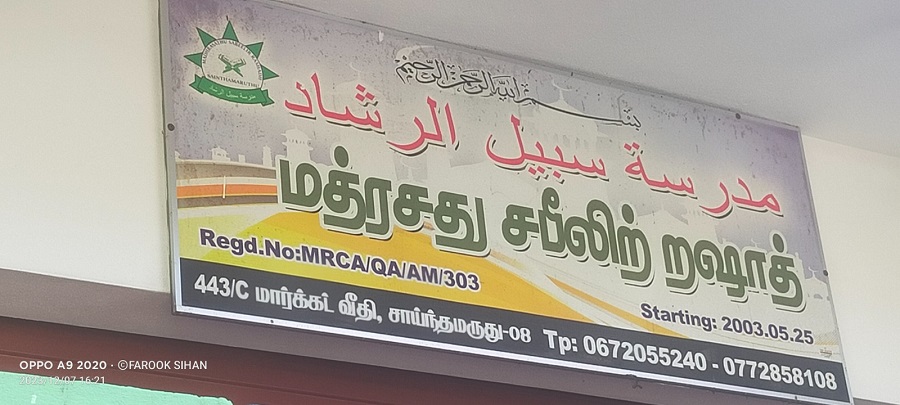 بسم الله الرحمن الرحيم
مدرسة سبيل الرشاد
மத்ரசது சபீலிற் றஷாத்
Regd.No:MRCA/QA/AM/303
Starting: 2003.05.25
443/C மார்க்கட் வீதி, சாய்ந்தமருது-08 Tp: 0672055240 - 0772858108
SAINTHAMARUTHU
OPPO A9 2020 · ©FAROOK SIHAN